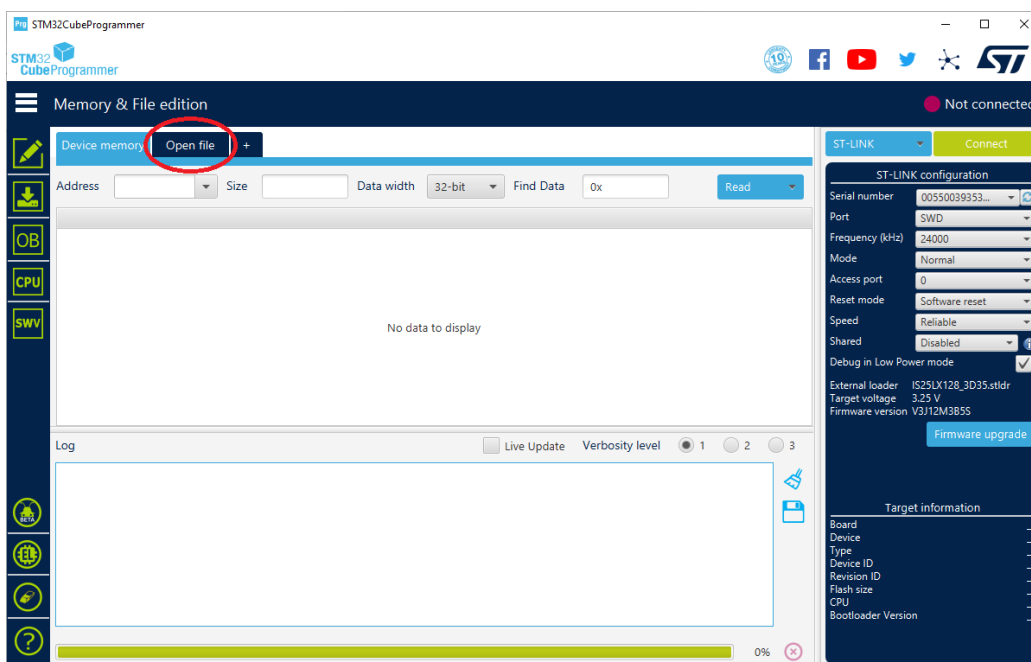 Prg STM32CubeProgrammer
STM32
CubeProgrammer
10
Memory & File edition
Not connected
Device memory Open file +
Address Size Data width 32-bit Find Data 0x Read
No data to display
Log Live Update Verbosity level 1 2 3
0%
OB
CPU
SWV
BETA
EL
?
ST-LINK Connect
ST-LINK configuration
Serial number 00550039353...
Port SWD
Frequency (kHz) 24000
Mode Normal
Access port 0
Reset mode Software reset
Speed Reliable
Shared Disabled
Debug in Low Power mode
External loader IS25LX128_3D35.stldr
Target voltage 3.25 V
Firmware version V3J12M3B5S
Firmware upgrade
Target information
Board
Device
Type
Device ID
Revision ID
Flash size
CPU
Bootloader Version